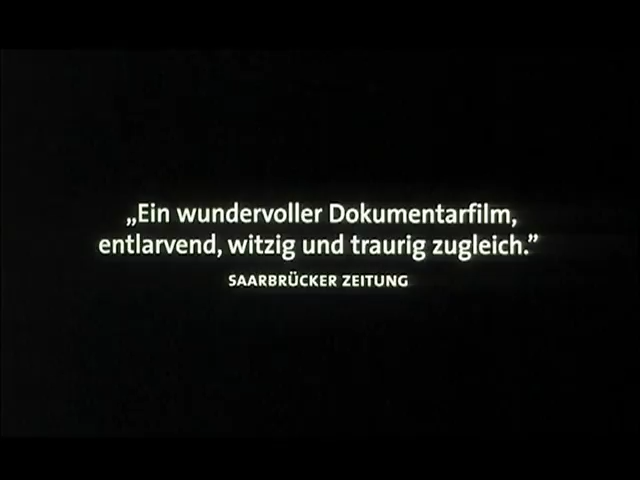 „Ein wundervoller Dokumentarfilm,
entlarvend, witzig und traurig zugleich.”
SAARBRÜCKER ZEITUNG